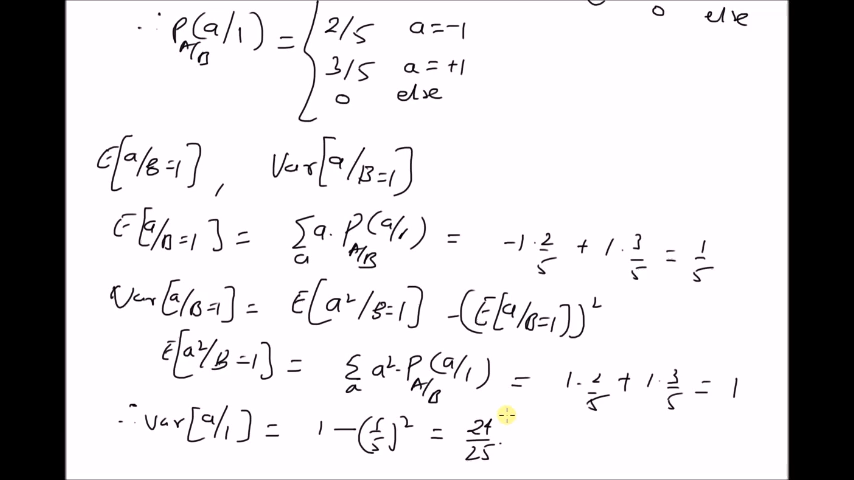 0 else
∴ P_{A/B}(a/1) = { 2/5 a=-1
3/5 a=+1
0 else
E[a/B=1], Var[a/B=1]
E[a/B=1] = Σ_a a. P_{A/B}(a/1) = -1.2/5 + 1.3/5 = 1/5
Var[a/B=1] = E[a²/B=1] - (E[a/B=1])²
E[a²/B=1] = Σ_a a². P_{A/B}(a/1) = 1.2/5 + 1.3/5 = 1
∴ Var[a/1] = 1 - (1/5)² = 24/25.